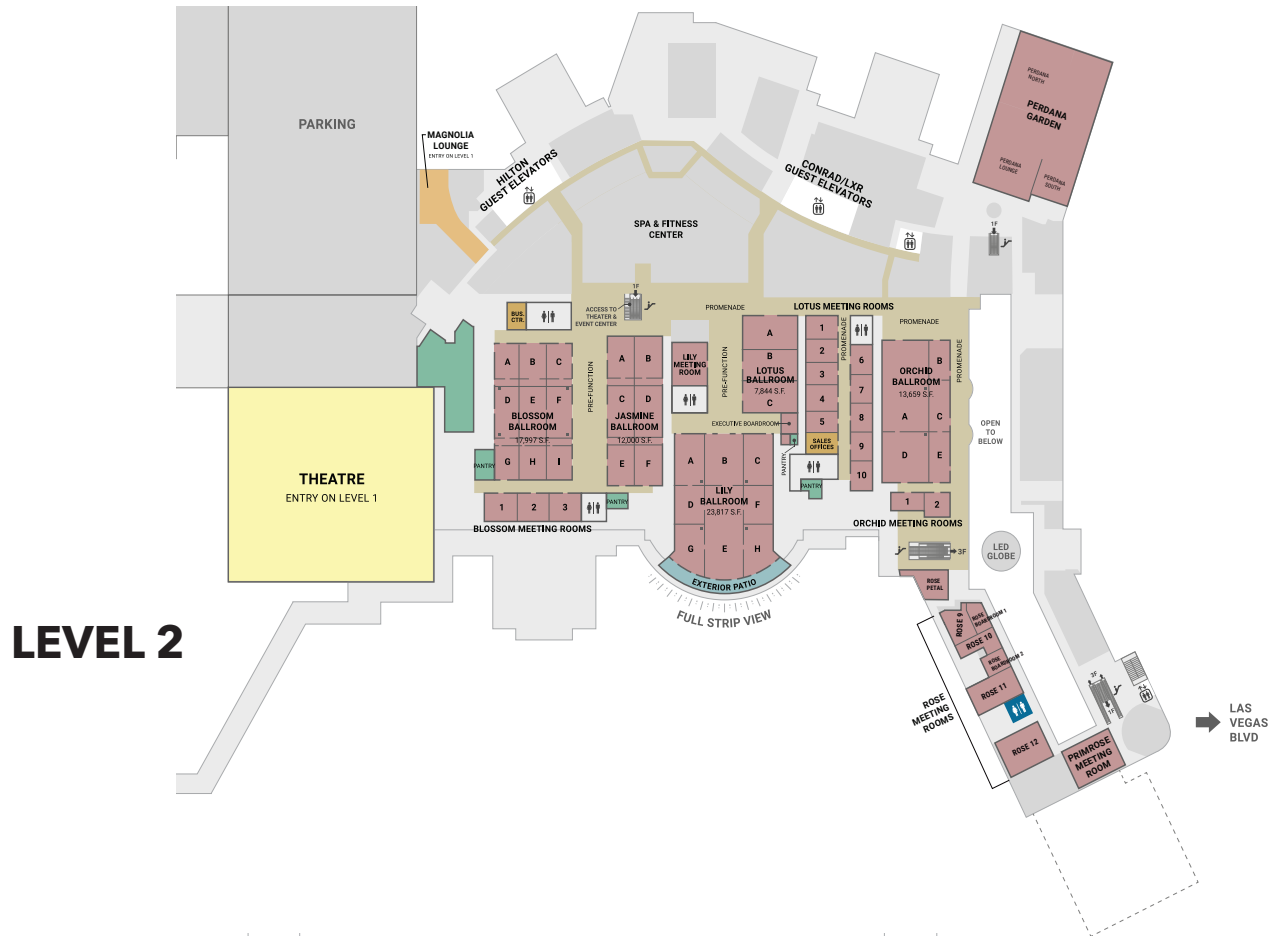 PERDANA
NORTH
PERDANA
GARDEN
PERDANA
LOUNGE
PERDANA
SOUTH
PARKING
MAGNOLIA
LOUNGE
ENTRY ON LEVEL 1
HILTON
GUEST ELEVATORS
CONRAD/LXR
GUEST ELEVATORS
SPA & FITNESS
CENTER
1F
1F
ACCESS TO
THEATER &
EVENT CENTER
PROMENADE
LOTUS MEETING ROOMS
PROMENADE
PROMENADE
PROMENADE
BUS.
CTR.
PRE-FUNCTION
PRE-FUNCTION
A
B
C
D
E
F
BLOSSOM
BALLROOM
17,997 S.F.
G
H
I
PANTRY
A
B
C
D
JASMINE
BALLROOM
12,000 S.F.
E
F
PANTRY
LILY
MEETING
ROOM
A
B
LOTUS
BALLROOM
7,844 S.F.
C
EXECUTIVE BOARDROOM
1
2
3
4
5
SALES
OFFICES
PANTRY
PANTRY
6
7
8
9
10
B
ORCHID
BALLROOM
13,659 S.F.
A
C
D
E
OPEN
TO
BELOW
A
B
C
LILY
BALLROOM
23,817 S.F.
D
F
G
E
H
EXTERIOR PATIO
FULL STRIP VIEW
1
2
3
BLOSSOM MEETING ROOMS
1
2
ORCHID MEETING ROOMS
3F
LED
GLOBE
THEATRE
ENTRY ON LEVEL 1
LEVEL 2
ROSE
PETAL
ROSE 9
ROSE
BOARDROOM 1
ROSE 10
ROSE
BOARDROOM 2
ROSE 11
ROSE 12
ROSE
MEETING
ROOMS
PRIMROSE
MEETING
ROOM
3F
1F
LAS
VEGAS
BLVD